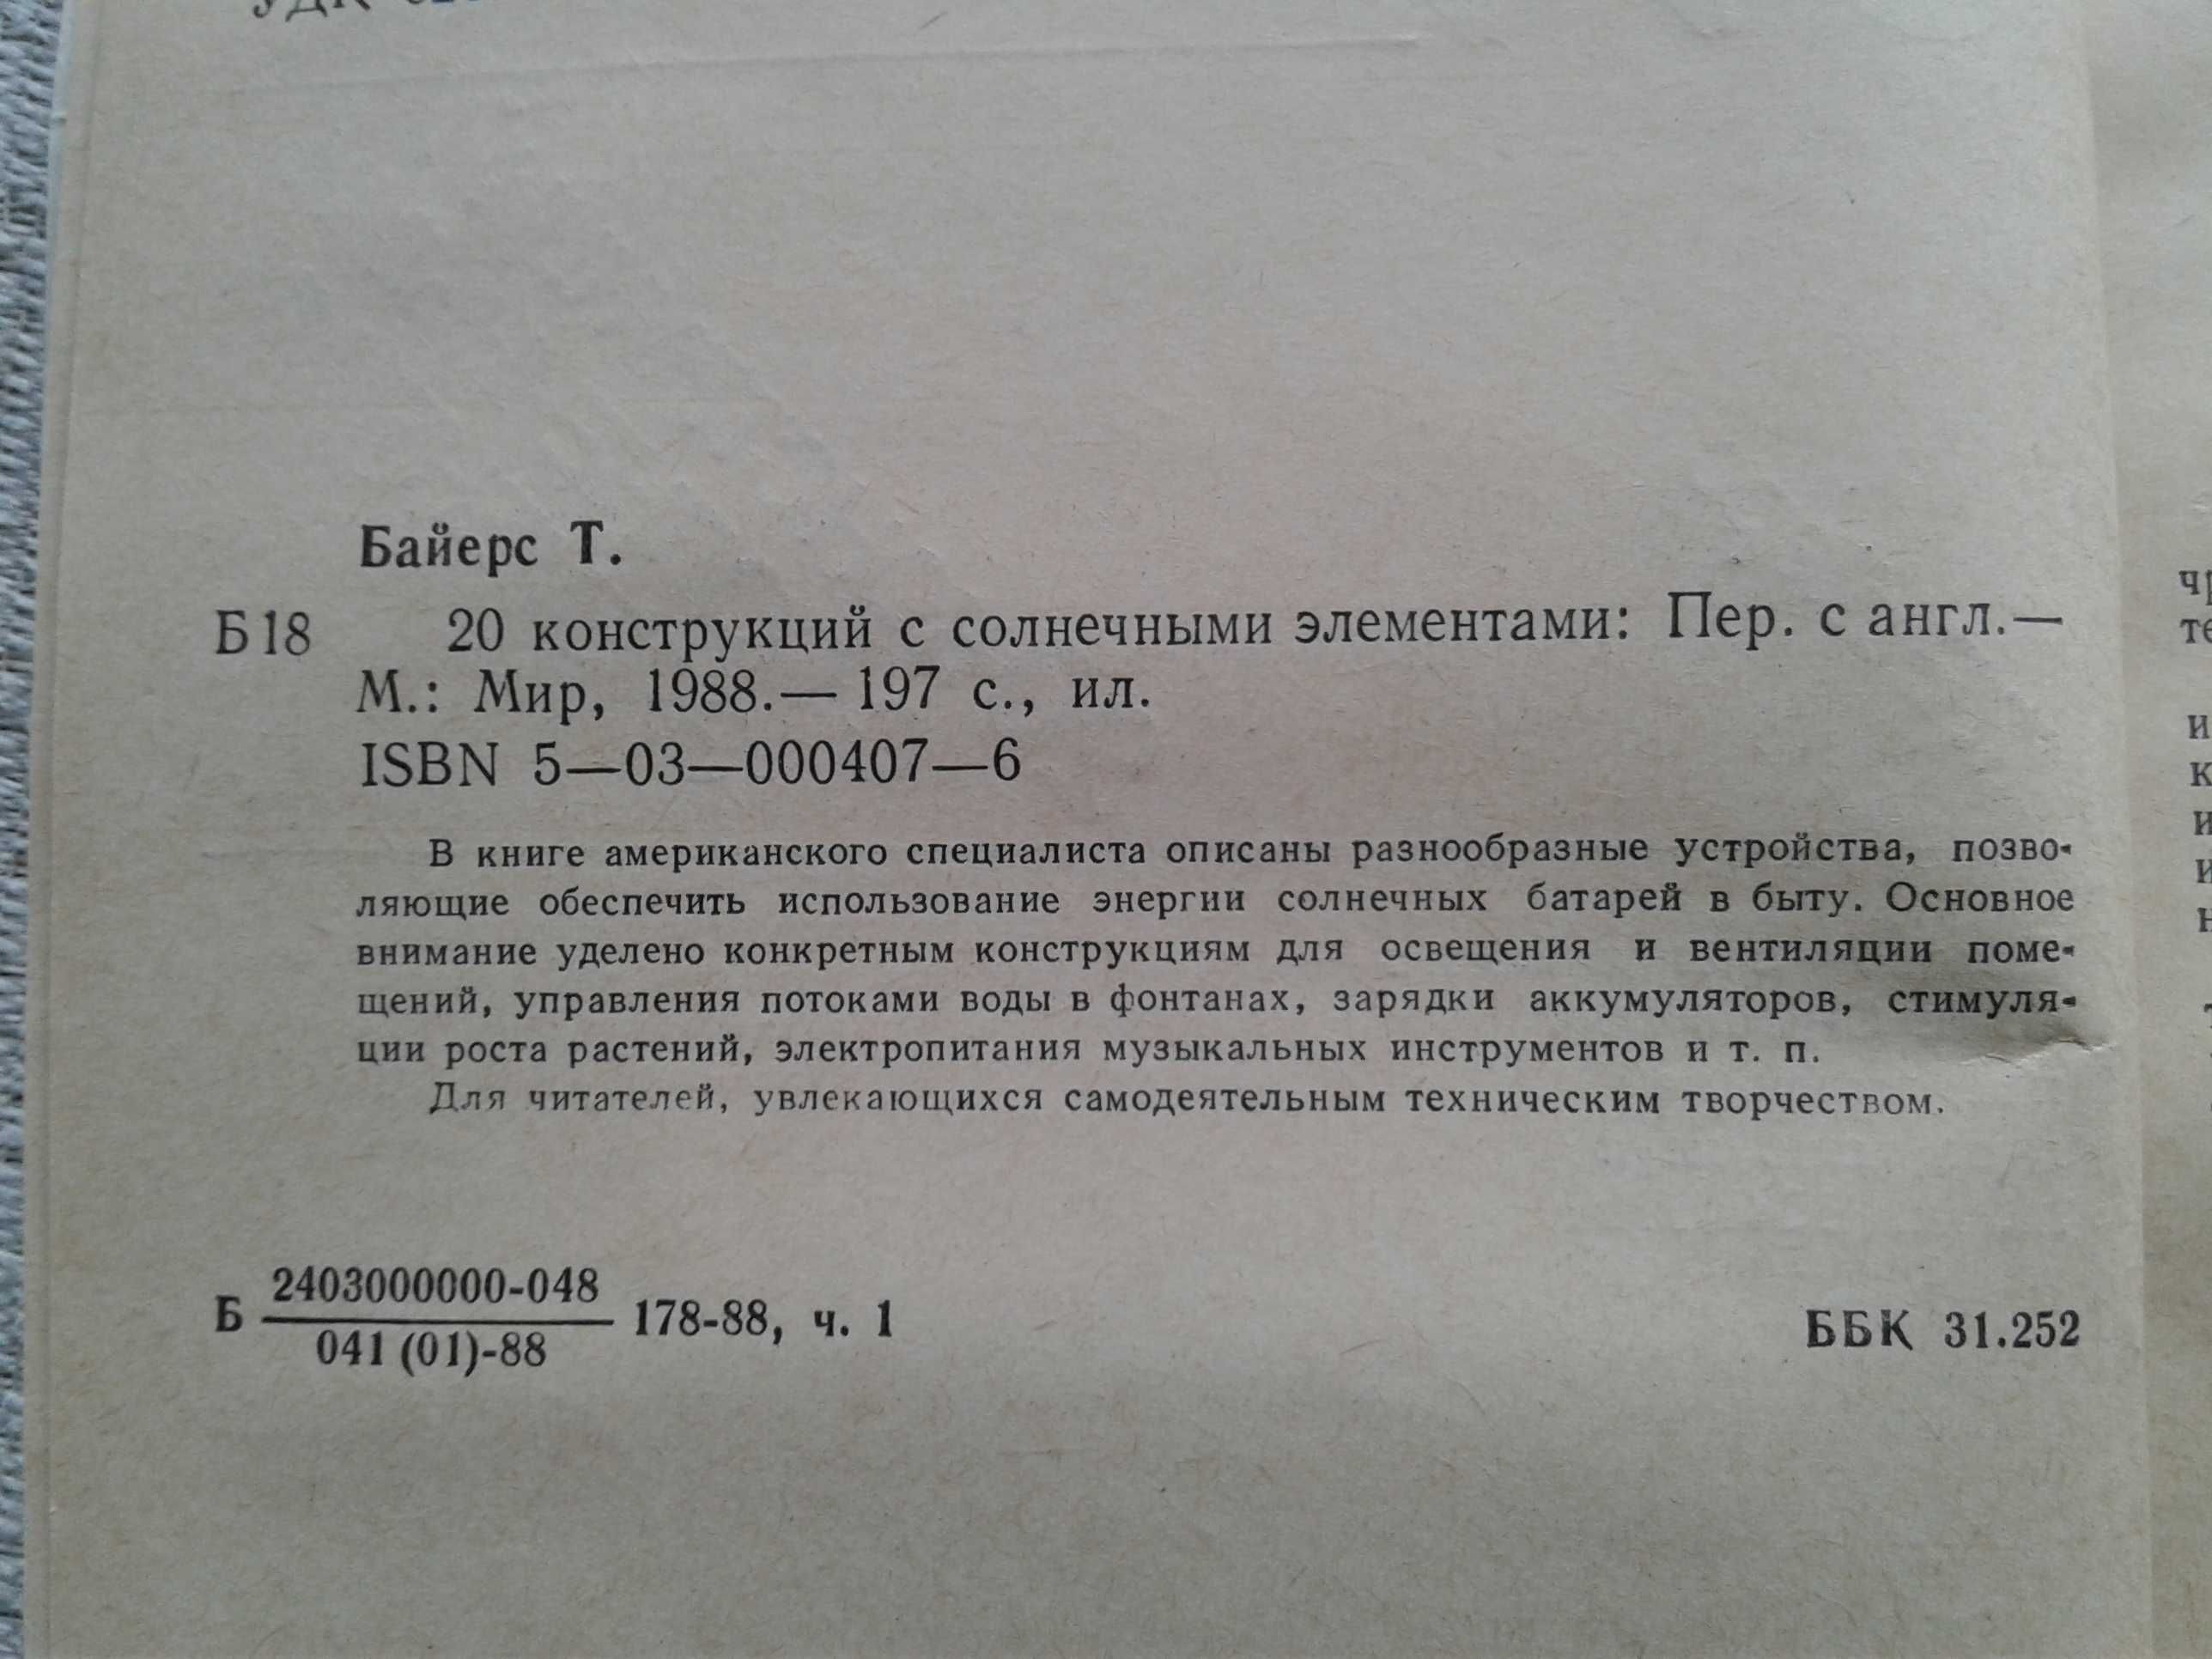 УДК
Байерс Т.
Б18 20 конструкций с солнечными элементами: Пер. с англ.—
М.: Мир, 1988.— 197 с., ил.
ISBN 5—03—000407—6
В книге американского специалиста описаны разнообразные устройства, позво-
ляющие обеспечить использование энергии солнечных батарей в быту. Основное
внимание уделено конкретным конструкциям для освещения и вентиляции поме-
щений, управления потоками воды в фонтанах, зарядки аккумуляторов, стимуля-
ции роста растений, электропитания музыкальных инструментов и т. п.
Для читателей, увлекающихся самодеятельным техническим творчеством.
2403000000-048
Б 178-88, ч. 1
041 (01)-88
ББК 31.252